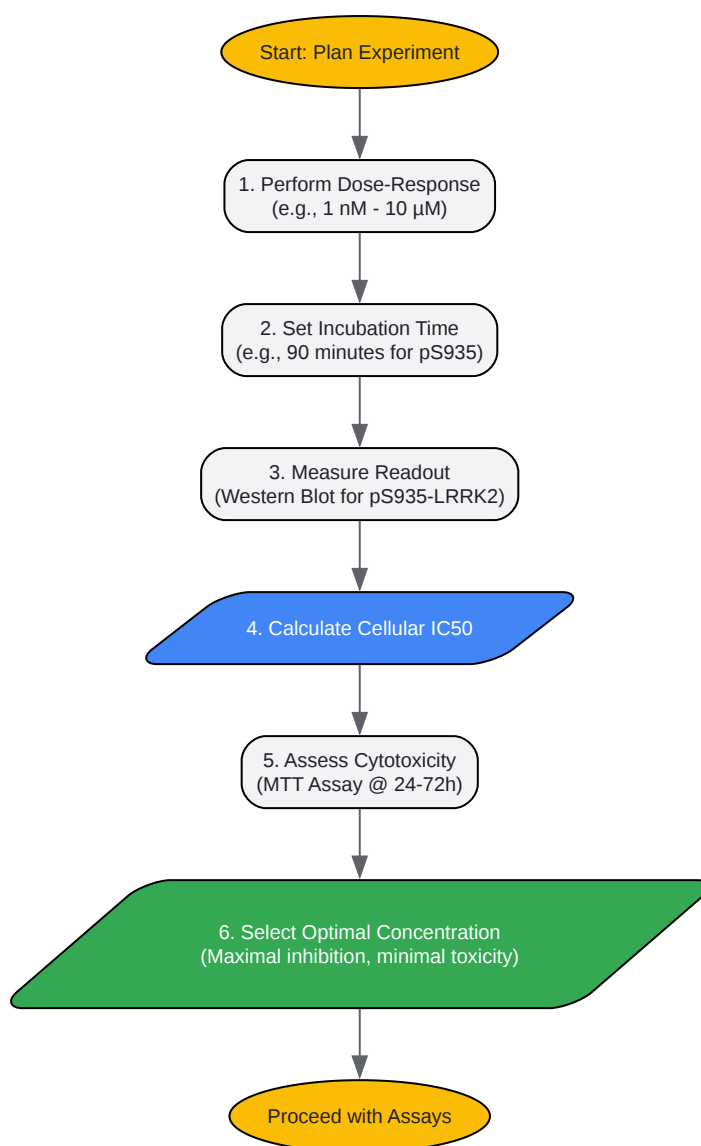 Start: Plan Experiment
1. Perform Dose-Response
(e.g., 1 nM - 10 µM)
2. Set Incubation Time
(e.g., 90 minutes for pS935)
3. Measure Readout
(Western Blot for pS935-LRRK2)
4. Calculate Cellular IC50
5. Assess Cytotoxicity
(MTT Assay @ 24-72h)
6. Select Optimal Concentration
(Maximal inhibition, minimal toxicity)
Proceed with Assays